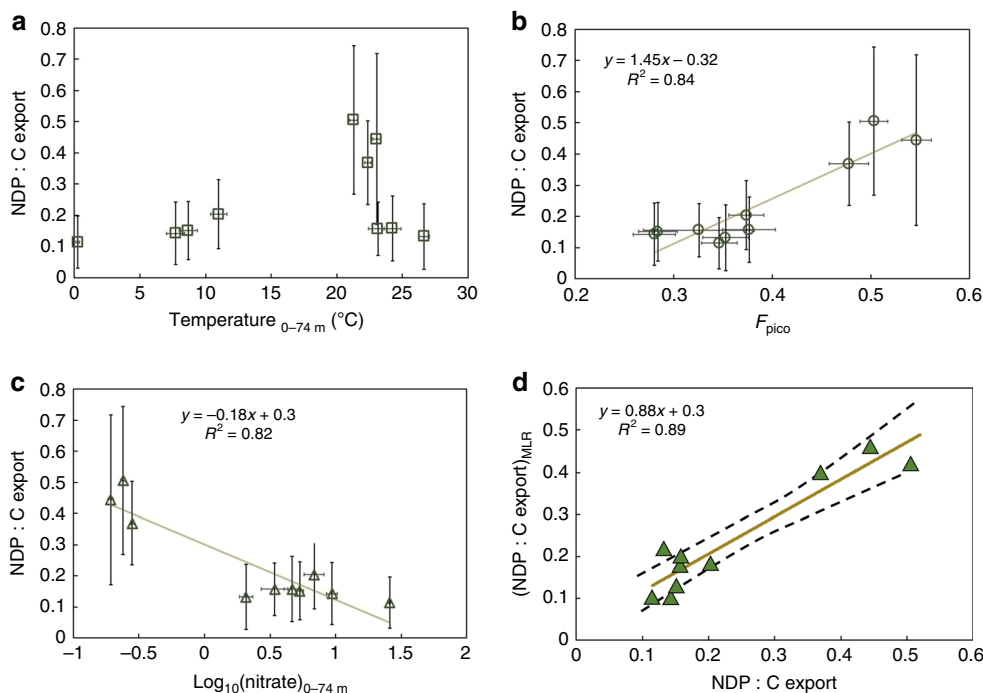 a
0.8
0.7
0.6
0.5
0.4
0.3
0.2
0.1
0
NDP : C export
0 5 10 15 20 25 30
Temperature 0–74 m (°C)
b
y = 1.45x – 0.32
R² = 0.84
0.8
0.7
0.6
0.5
0.4
0.3
0.2
0.1
0
NDP : C export
0.2 0.3 0.4 0.5 0.6
Fpico
c
y = –0.18x + 0.3
R² = 0.82
0.8
0.7
0.6
0.5
0.4
0.3
0.2
0.1
0
NDP : C export
–1 –0.5 0 0.5 1 1.5 2
Log10(nitrate)0–74 m
d
y = 0.88x + 0.3
R² = 0.89
0.6
0.5
0.4
0.3
0.2
0.1
0
(NDP : C export)MLR
0 0.1 0.2 0.3 0.4 0.5 0.6
NDP : C export